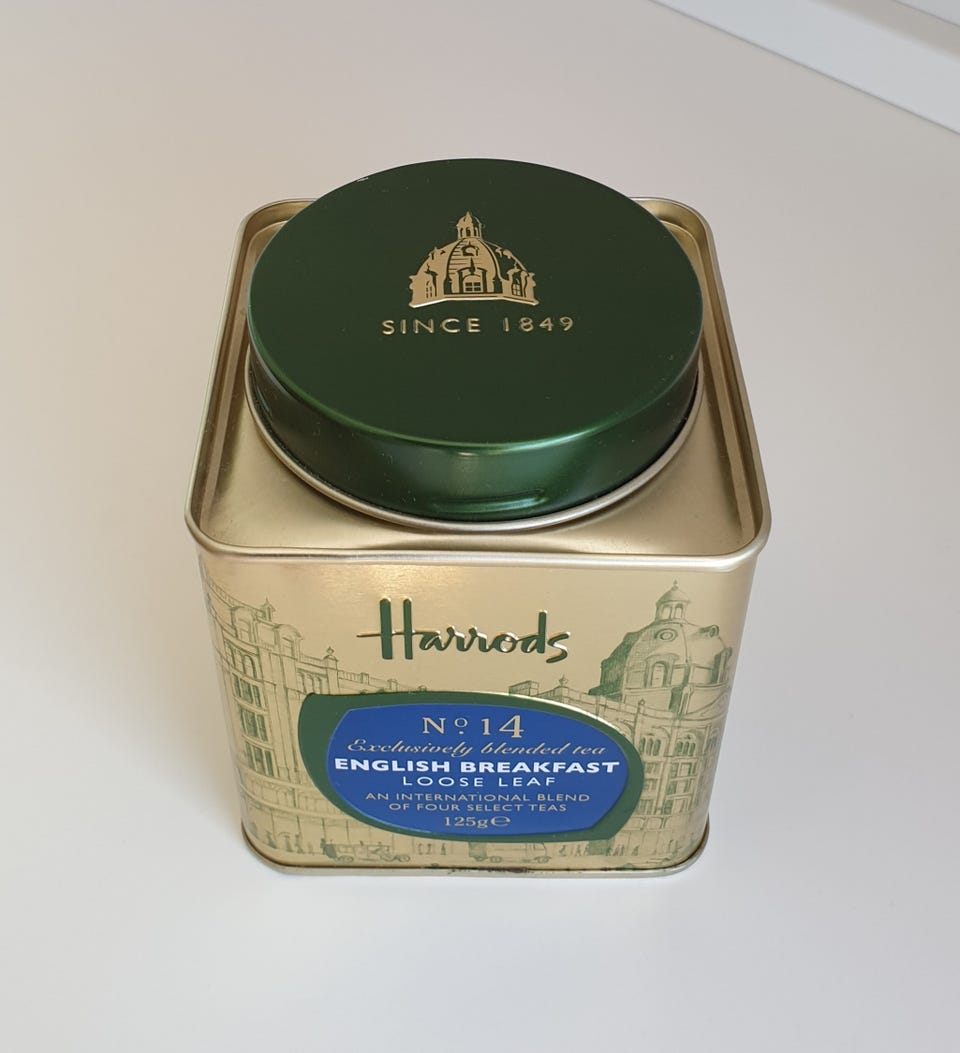 SINCE 1849
Harrods
Nº 14
Exclusively blended tea
ENGLISH BREAKFAST
LOOSE LEAF
AN INTERNATIONAL BLEND
OF FOUR SELECT TEAS
125g℮